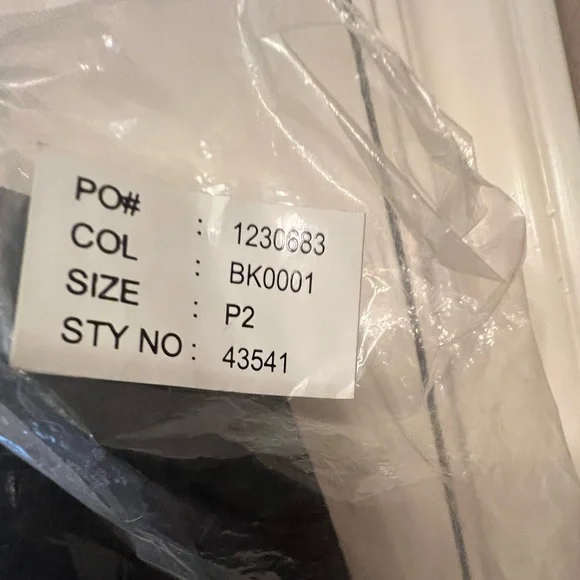 PO# : 1230683
COL : BK0001
SIZE : P2
STY NO : 43541